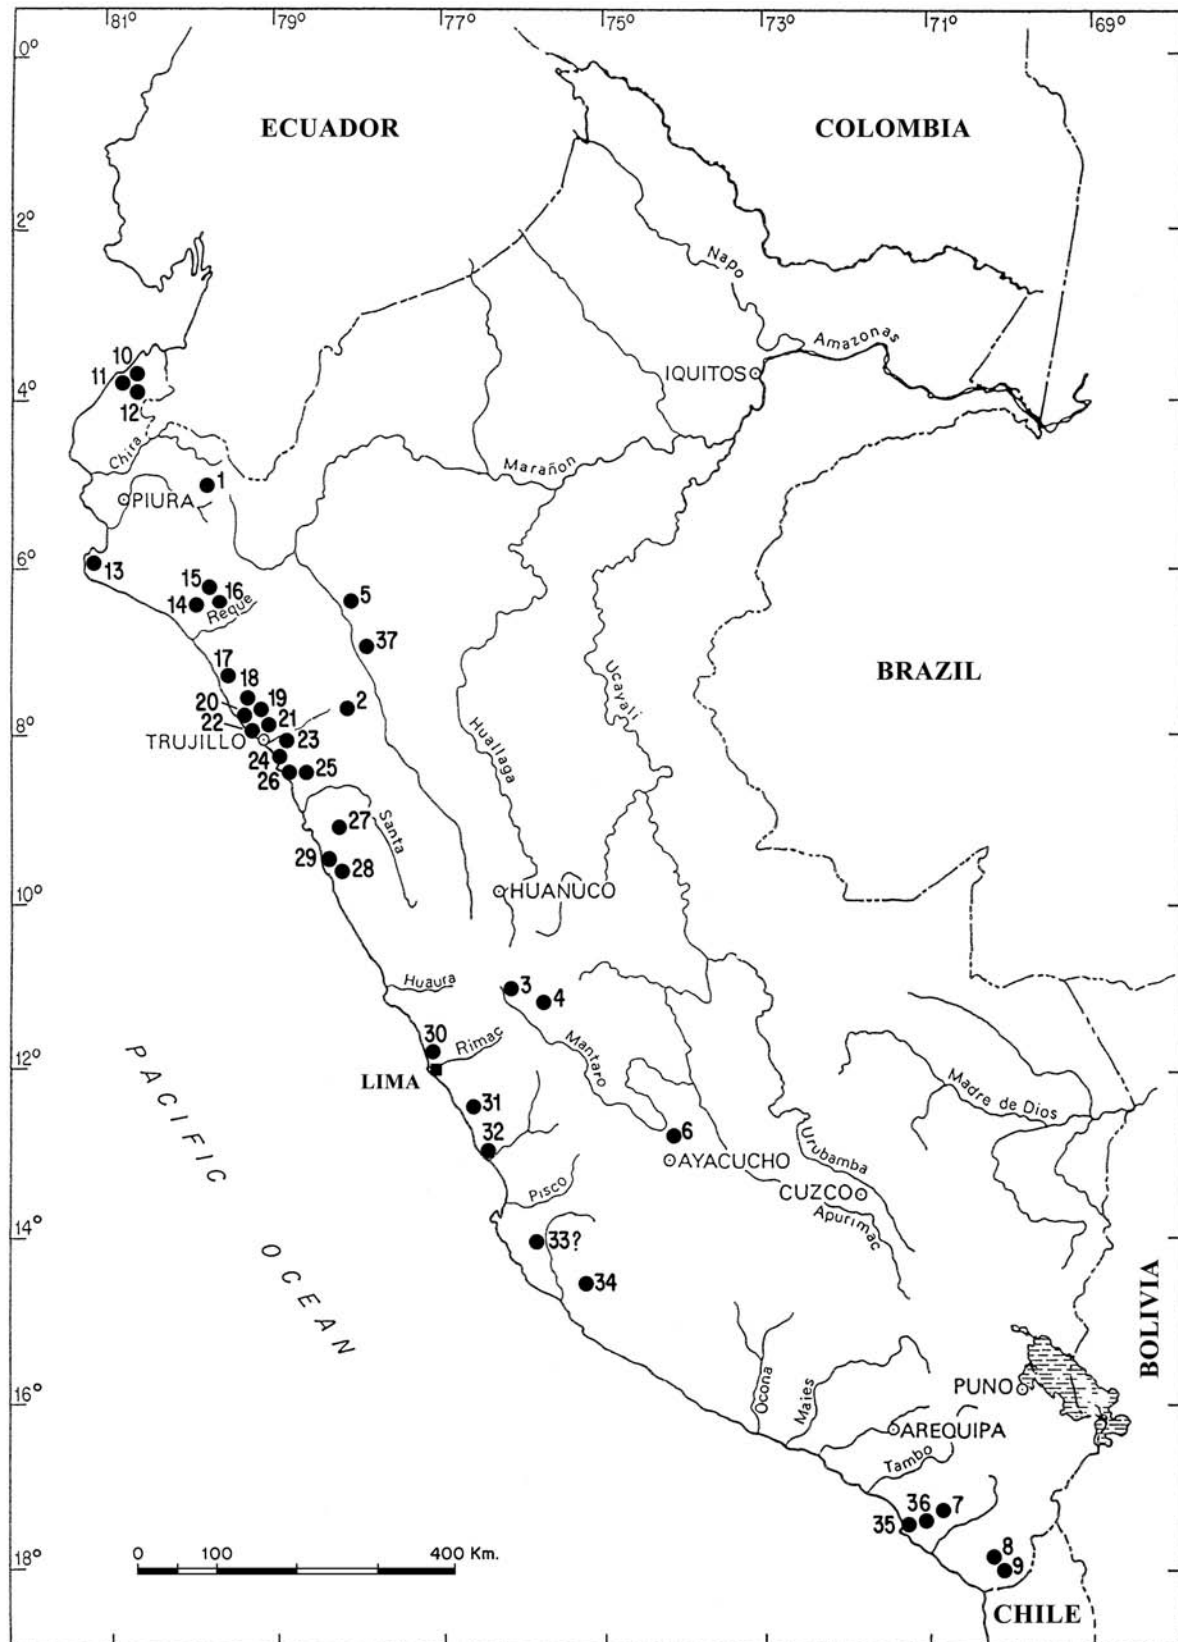 81° 79° 77° 75° 73° 71° 69°
0°
ECUADOR COLOMBIA
2°
Napo
Amazonas
10
11
IQUITOS
4°
12
Chira
Marañon
1
PIURA
6°
13
15
16
14
Reque
5
37
17
18
19
20
21
22
2
Ucayali
BRAZIL
8°
TRUJILLO
23
24
26 25
Huallaga
27
Santa
29
28
HUANUCO
10°
Huaura
3
4
30
Rimac
Mantaro
12°
LIMA
Madre de Dios
31
32
6
AYACUCHO
Urubamba
CUZCO
Pisco
Apurimac
14°
33?
34
PACIFIC OCEAN
BOLIVIA
PUNO
16°
Ocona
Majes
AREQUIPA
Tambo
36 7
35
8
9
18°
0 100 400 Km.
CHILE